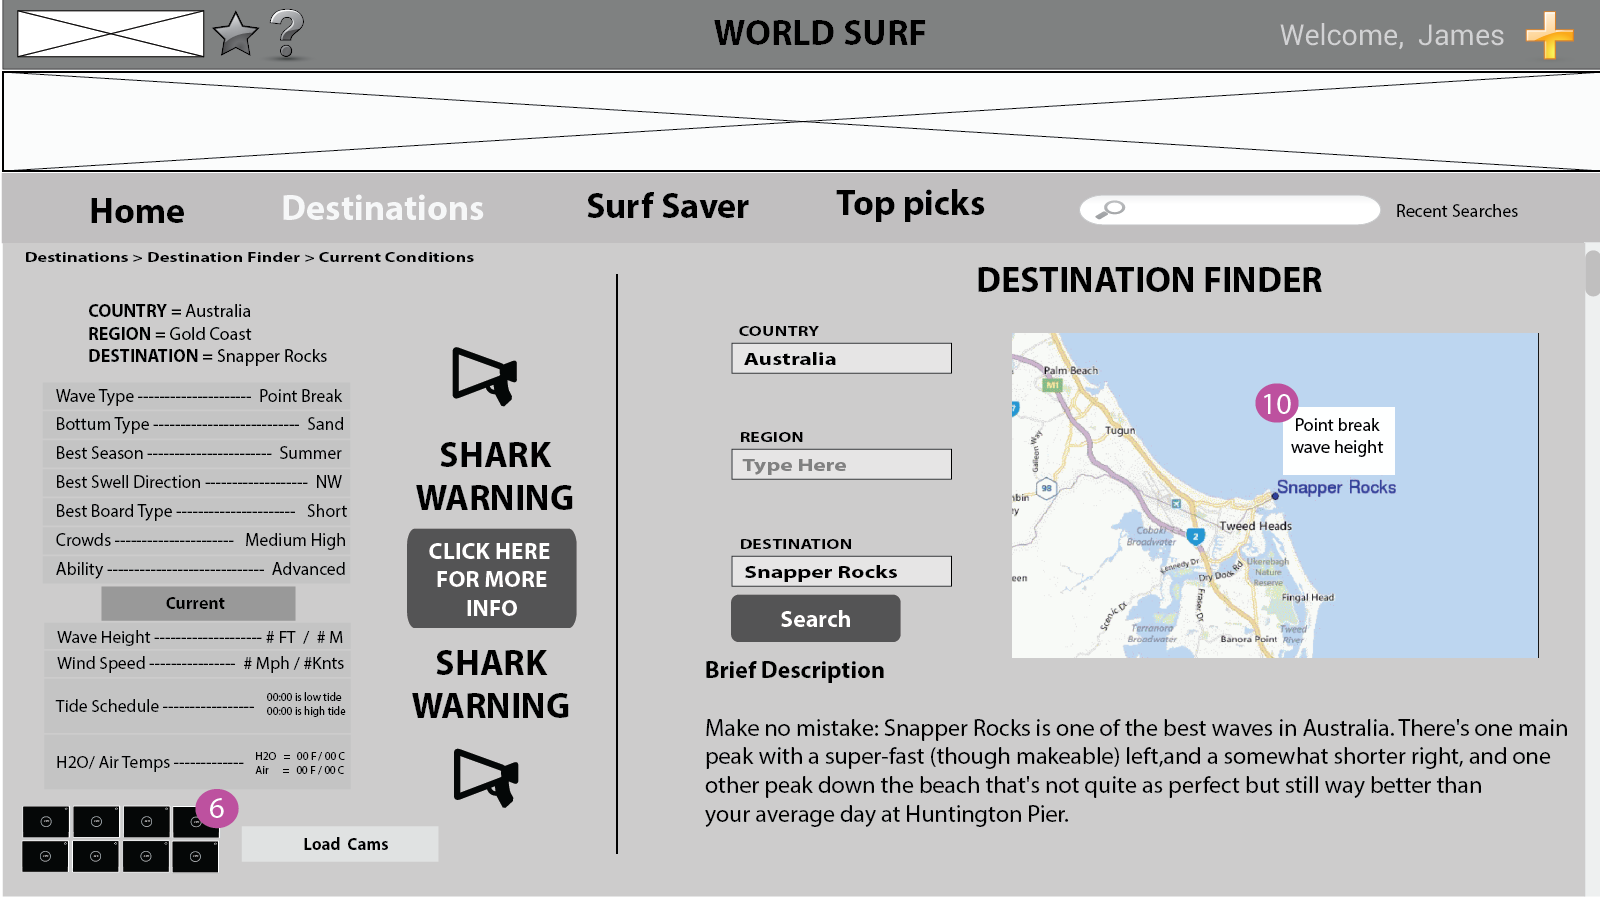 WORLD SURF
Welcome, James
Home
Destinations
Surf Saver
Top picks
Recent Searches
Destinations > Destination Finder > Current Conditions
COUNTRY = Australia
REGION = Gold Coast
DESTINATION = Snapper Rocks
Wave Type --------------------- Point Break
Bottum Type --------------------------- Sand
Best Season ----------------------- Summer
Best Swell Direction ------------------- NW
Best Board Type ---------------------- Short
Crowds ---------------------- Medium High
Ability ----------------------------- Advanced
Current
Wave Height -------------------- # FT / # M
Wind Speed ---------------- # Mph / #Knts
Tide Schedule ----------------- 00:00 is low tide
00:00 is high tide
H2O/ Air Temps ------------- H2O = 00 F / 00 C
Air = 00 F / 00 C
6
Load Cams
SHARK
WARNING
CLICK HERE
FOR MORE
INFO
SHARK
WARNING
DESTINATION FINDER
COUNTRY
Australia
REGION
Type Here
DESTINATION
Snapper Rocks
Search
Palm Beach
M1
Tugun
Galleon Way
98
10
Point break
wave height
Snapper Rocks
Tweed Heads
Cobaki
Broadwater
2
Kennedy Dr
Dry Dock Rd
Ukerebagh
Nature
Reserve
Fingal Head
Fraser Dr
Scenic Dr
Terranora
Broadwater
Banora Point
Tweed
River
Brief Description
Make no mistake: Snapper Rocks is one of the best waves in Australia. There's one main
peak with a super-fast (though makeable) left,and a somewhat shorter right, and one
other peak down the beach that's not quite as perfect but still way better than
your average day at Huntington Pier.